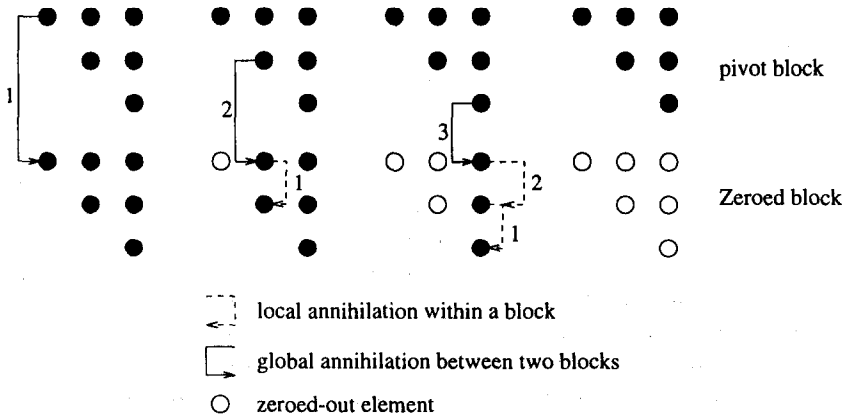 pivot block
1
2
3
1
2
Zeroed block
1
local annihilation within a block
global annihilation between two blocks
zeroed-out element